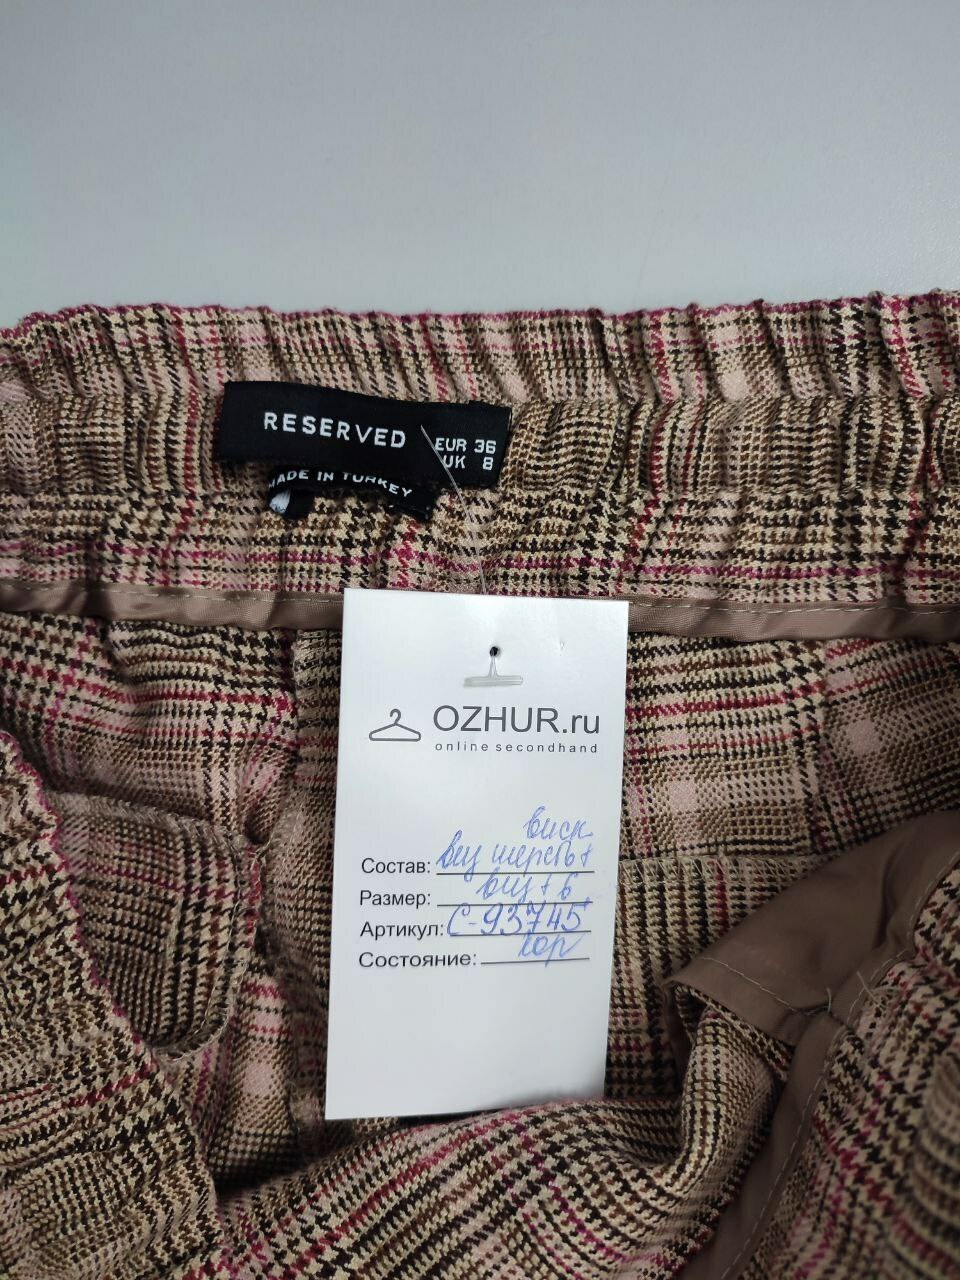 RESERVED
EUR 36
UK 8
MADE IN TURKEY
OZHUR.ru
online secondhand
виск
Состав: виз шерсть +
Размер: виз + б
Артикул: С-93745
Состояние: хор